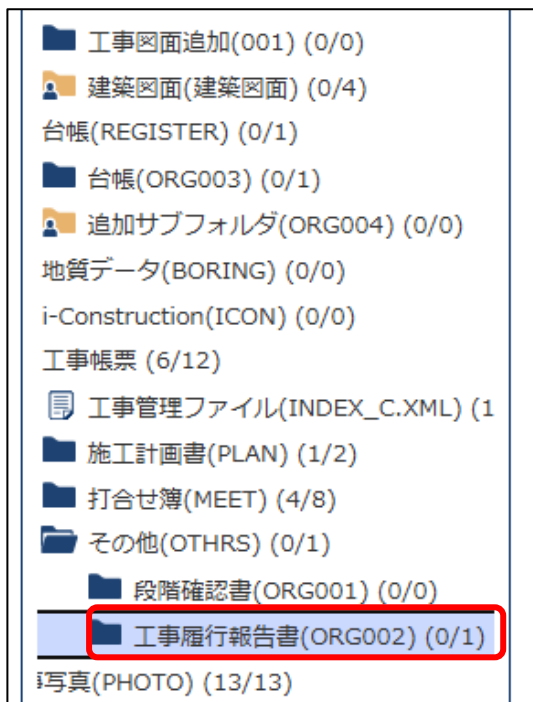 工事図面追加(001) (0/0)
建築図面(建築図面) (0/4)
台帳(REGISTER) (0/1)
台帳(ORG003) (0/1)
追加サブフォルダ(ORG004) (0/0)
地質データ(BORING) (0/0)
i-Construction(ICON) (0/0)
工事帳票 (6/12)
工事管理ファイル(INDEX_C.XML) (1
施工計画書(PLAN) (1/2)
打合せ簿(MEET) (4/8)
その他(OTHRS) (0/1)
段階確認書(ORG001) (0/0)
工事履行報告書(ORG002) (0/1)
写真(PHOTO) (13/13)